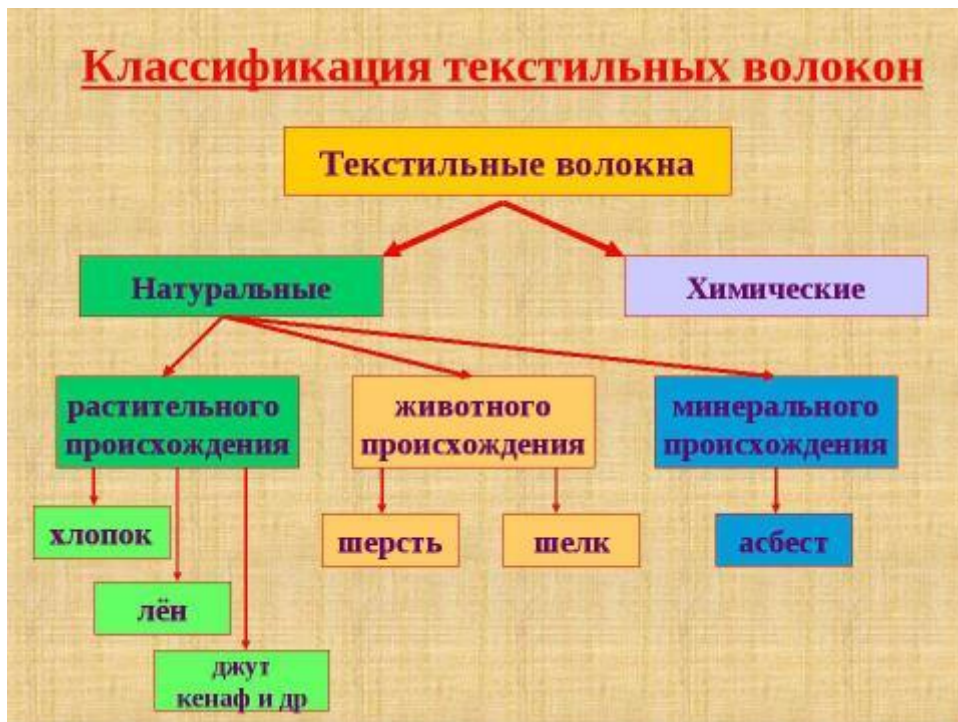 Классификация текстильных волокон
Текстильные волокна
Натуральные
Химические
растительного
происхождения
животного
происхождения
минерального
происхождения
хлопок
шерсть
шелк
асбест
лён
джут
кенаф и др